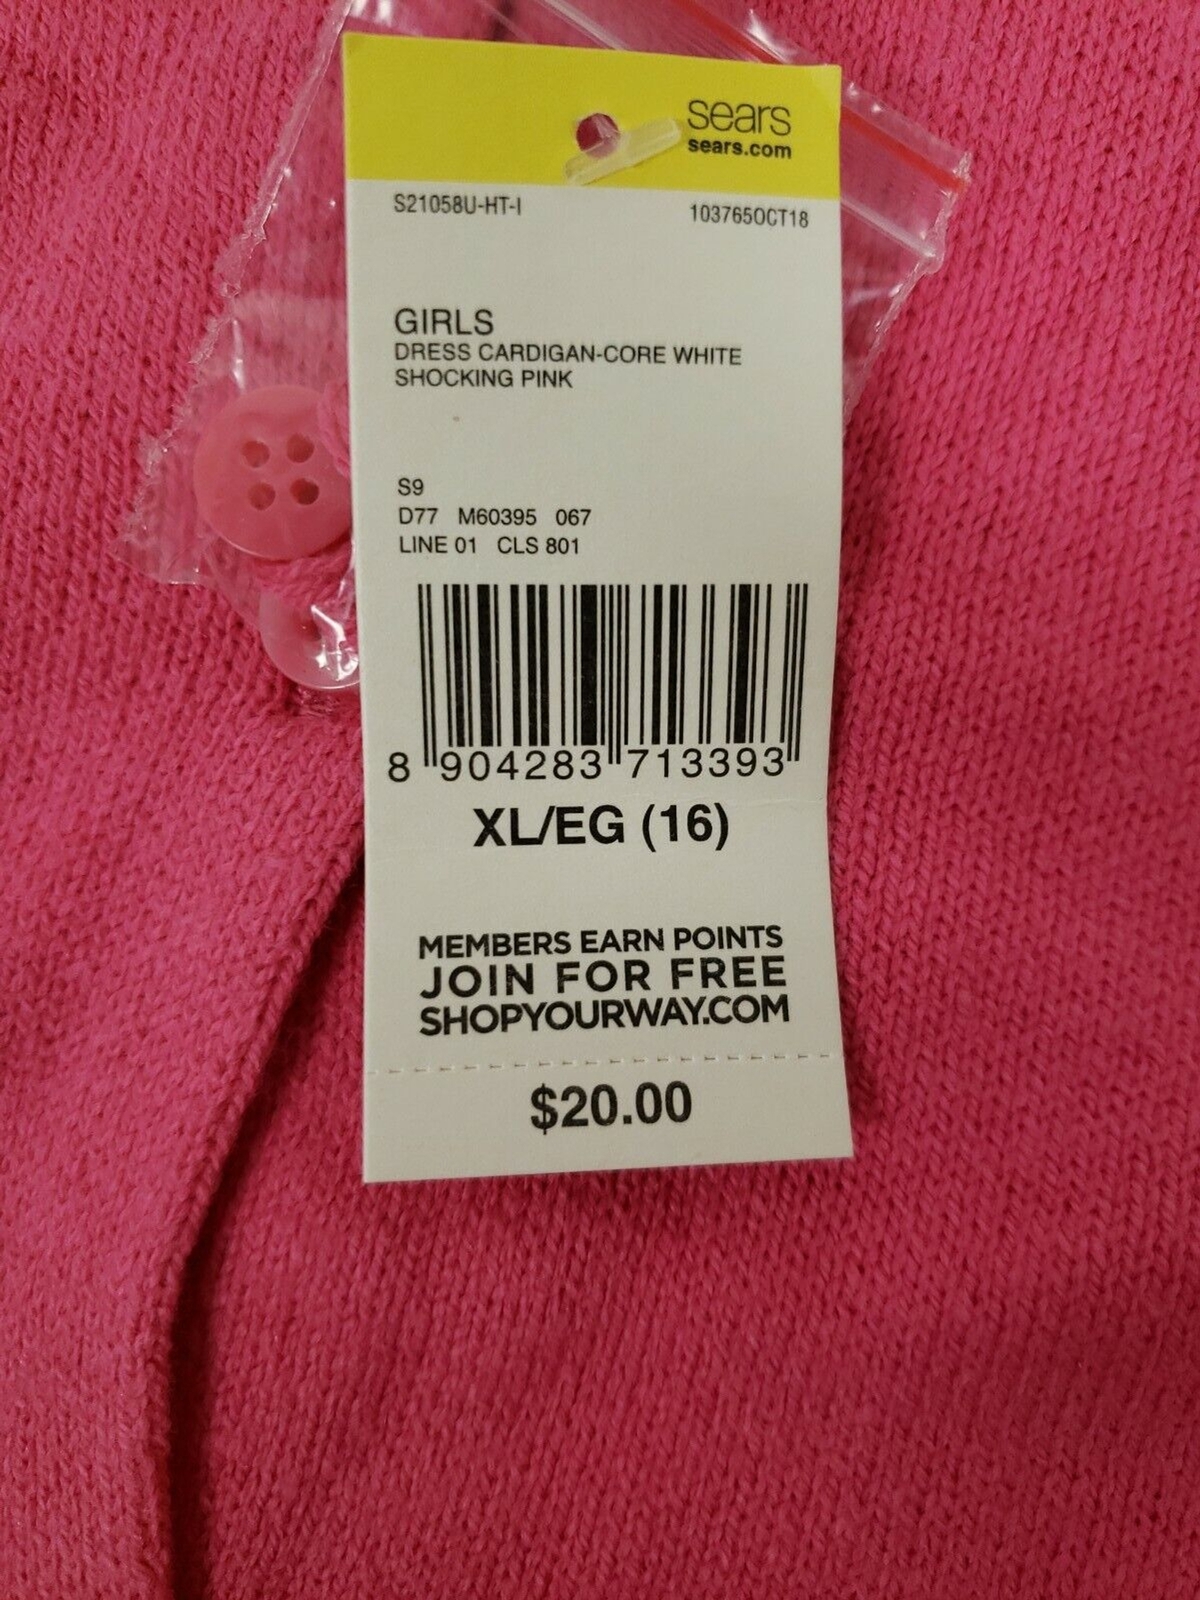 sears
sears.com
S21058U-HT-I 103765OCT18
GIRLS
DRESS CARDIGAN-CORE WHITE
SHOCKING PINK
S9
D77 M60395 067
LINE 01 CLS 801
8 904283 713393
XL/EG (16)
MEMBERS EARN POINTS
JOIN FOR FREE
SHOPYOURWAY.COM
$20.00